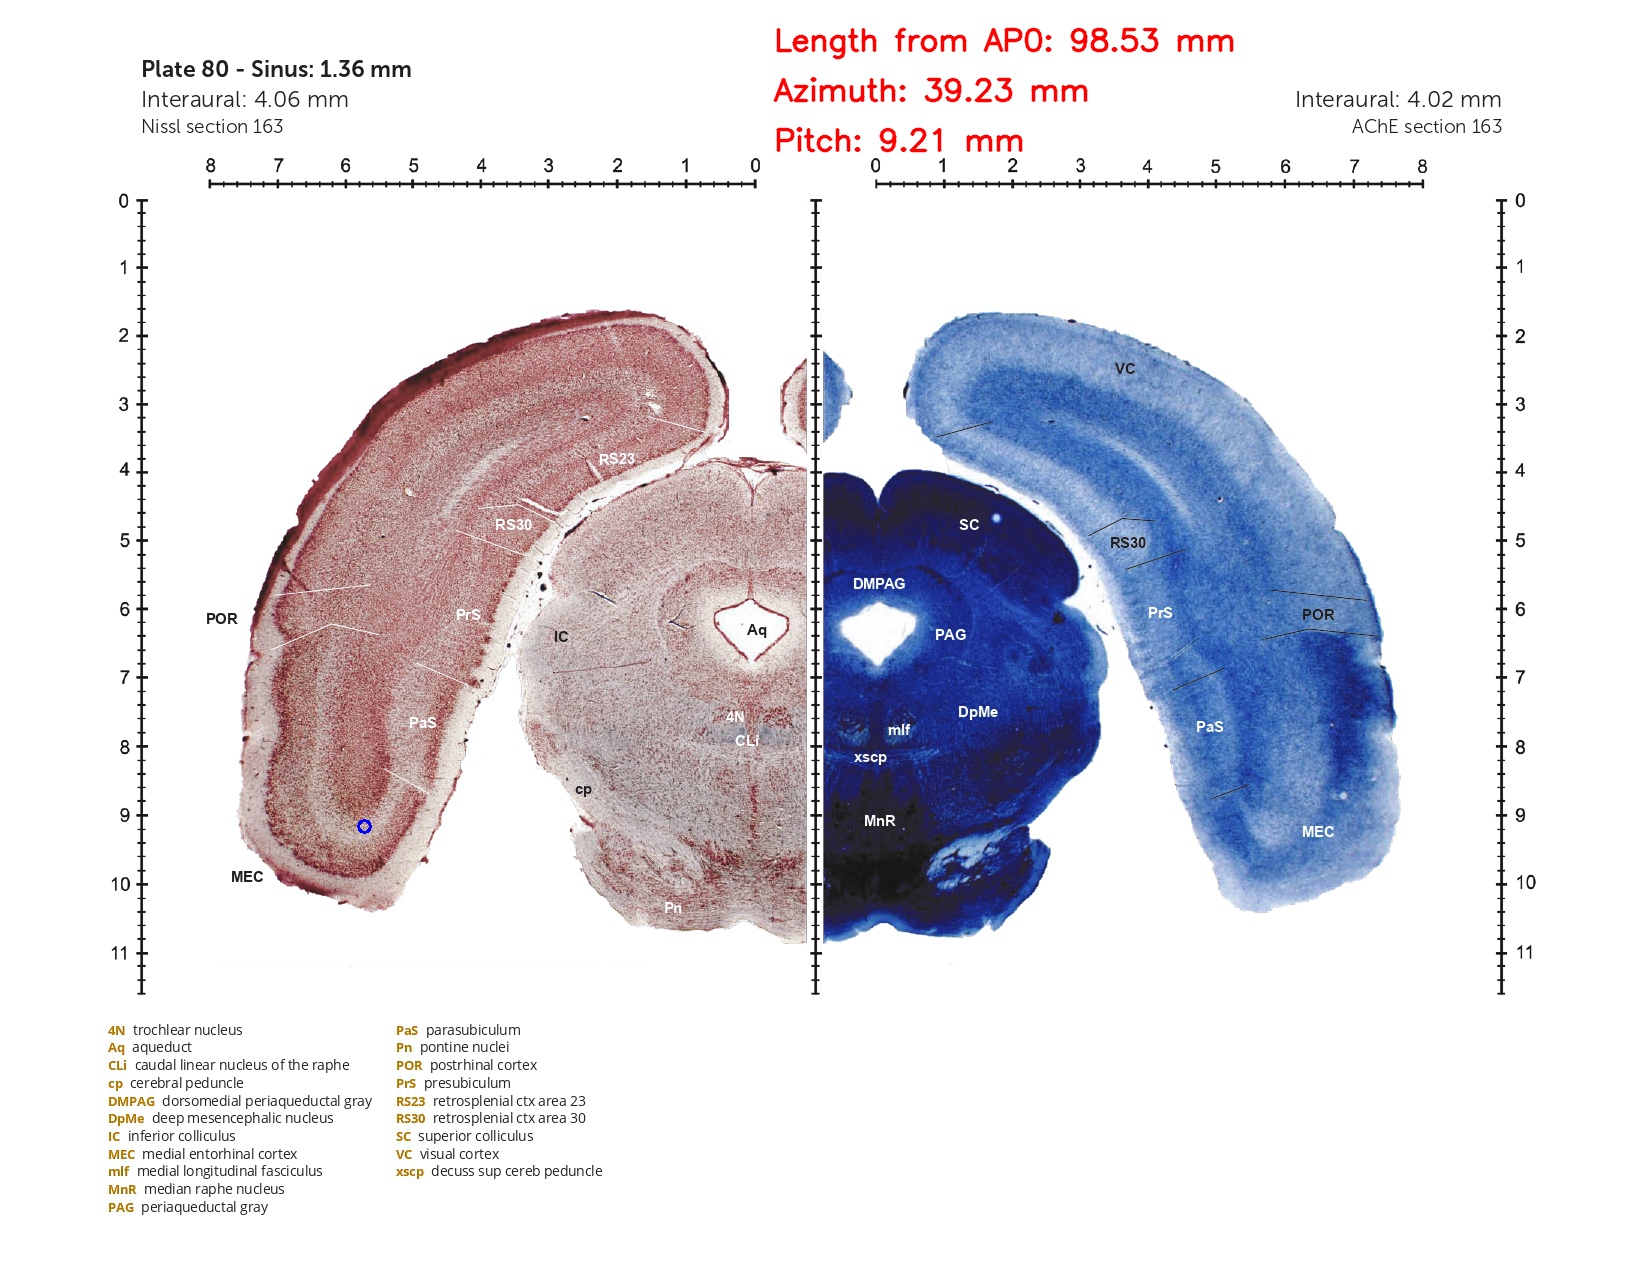 Length from AP0: 98.53 mm
Plate 80 - Sinus: 1.36 mm
Azimuth: 39.23 mm
Interaural: 4.06 mm
Interaural: 4.02 mm
Nissl section 163
AChE section 163
Pitch: 9.21 mm
8 7 6 5 4 3 2 1 0
0 1 2 3 4 5 6 7 8
0 0
1 1
2 2
VC
3 3
RS23
4 4
RS30
SC
5 5
RS30
DMPAG
6 6
POR
PrS
Aq
IC
PrS
POR
PAG
7 7
PaS
4N
DpMe
mlf
PaS
CLi
8 8
xscp
cp
9 9
MnR
MEC
MEC
10 10
Pn
11 11
4N trochlear nucleus
Aq aqueduct
CLi caudal linear nucleus of the raphe
cp cerebral peduncle
DMPAG dorsomedial periaqueductal gray
DpMe deep mesencephalic nucleus
IC inferior colliculus
MEC medial entorhinal cortex
mlf medial longitudinal fasciculus
MnR median raphe nucleus
PAG periaqueductal gray
PaS parasubiculum
Pn pontine nuclei
POR postrhinal cortex
PrS presubiculum
RS23 retrosplenial ctx area 23
RS30 retrosplenial ctx area 30
SC superior colliculus
VC visual cortex
xscp decuss sup cereb peduncle